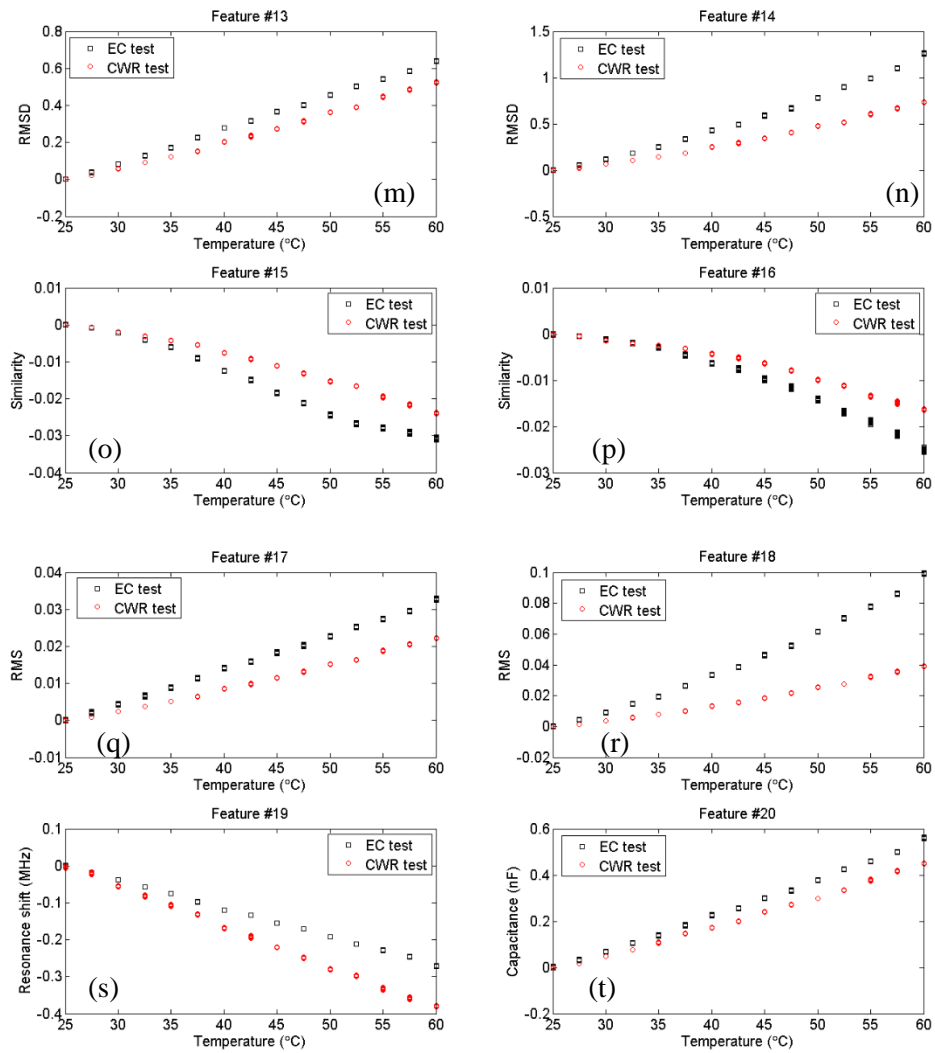 Feature #13
0.8
0.6
0.4
0.2
0
-0.2
RMSD
EC test
CWR test
(m)
25 30 35 40 45 50 55 60
Temperature (°C)
Feature #14
1.5
1
0.5
0
-0.5
RMSD
EC test
CWR test
(n)
25 30 35 40 45 50 55 60
Temperature (°C)
Feature #15
0.01
0
-0.01
-0.02
-0.03
-0.04
Similarity
EC test
CWR test
(o)
25 30 35 40 45 50 55 60
Temperature (°C)
Feature #16
0.01
0
-0.01
-0.02
-0.03
Similarity
EC test
CWR test
(p)
25 30 35 40 45 50 55 60
Temperature (°C)
Feature #17
0.04
0.03
0.02
0.01
0
-0.01
RMS
EC test
CWR test
(q)
25 30 35 40 45 50 55 60
Temperature (°C)
Feature #18
0.1
0.08
0.06
0.04
0.02
0
-0.02
RMS
EC test
CWR test
(r)
25 30 35 40 45 50 55 60
Temperature (°C)
Feature #19
0.1
0
-0.1
-0.2
-0.3
-0.4
Resonance shift (MHz)
EC test
CWR test
(s)
25 30 35 40 45 50 55 60
Temperature (°C)
Feature #20
0.6
0.4
0.2
0
-0.2
Capacitance (nF)
EC test
CWR test
(t)
25 30 35 40 45 50 55 60
Temperature (°C)